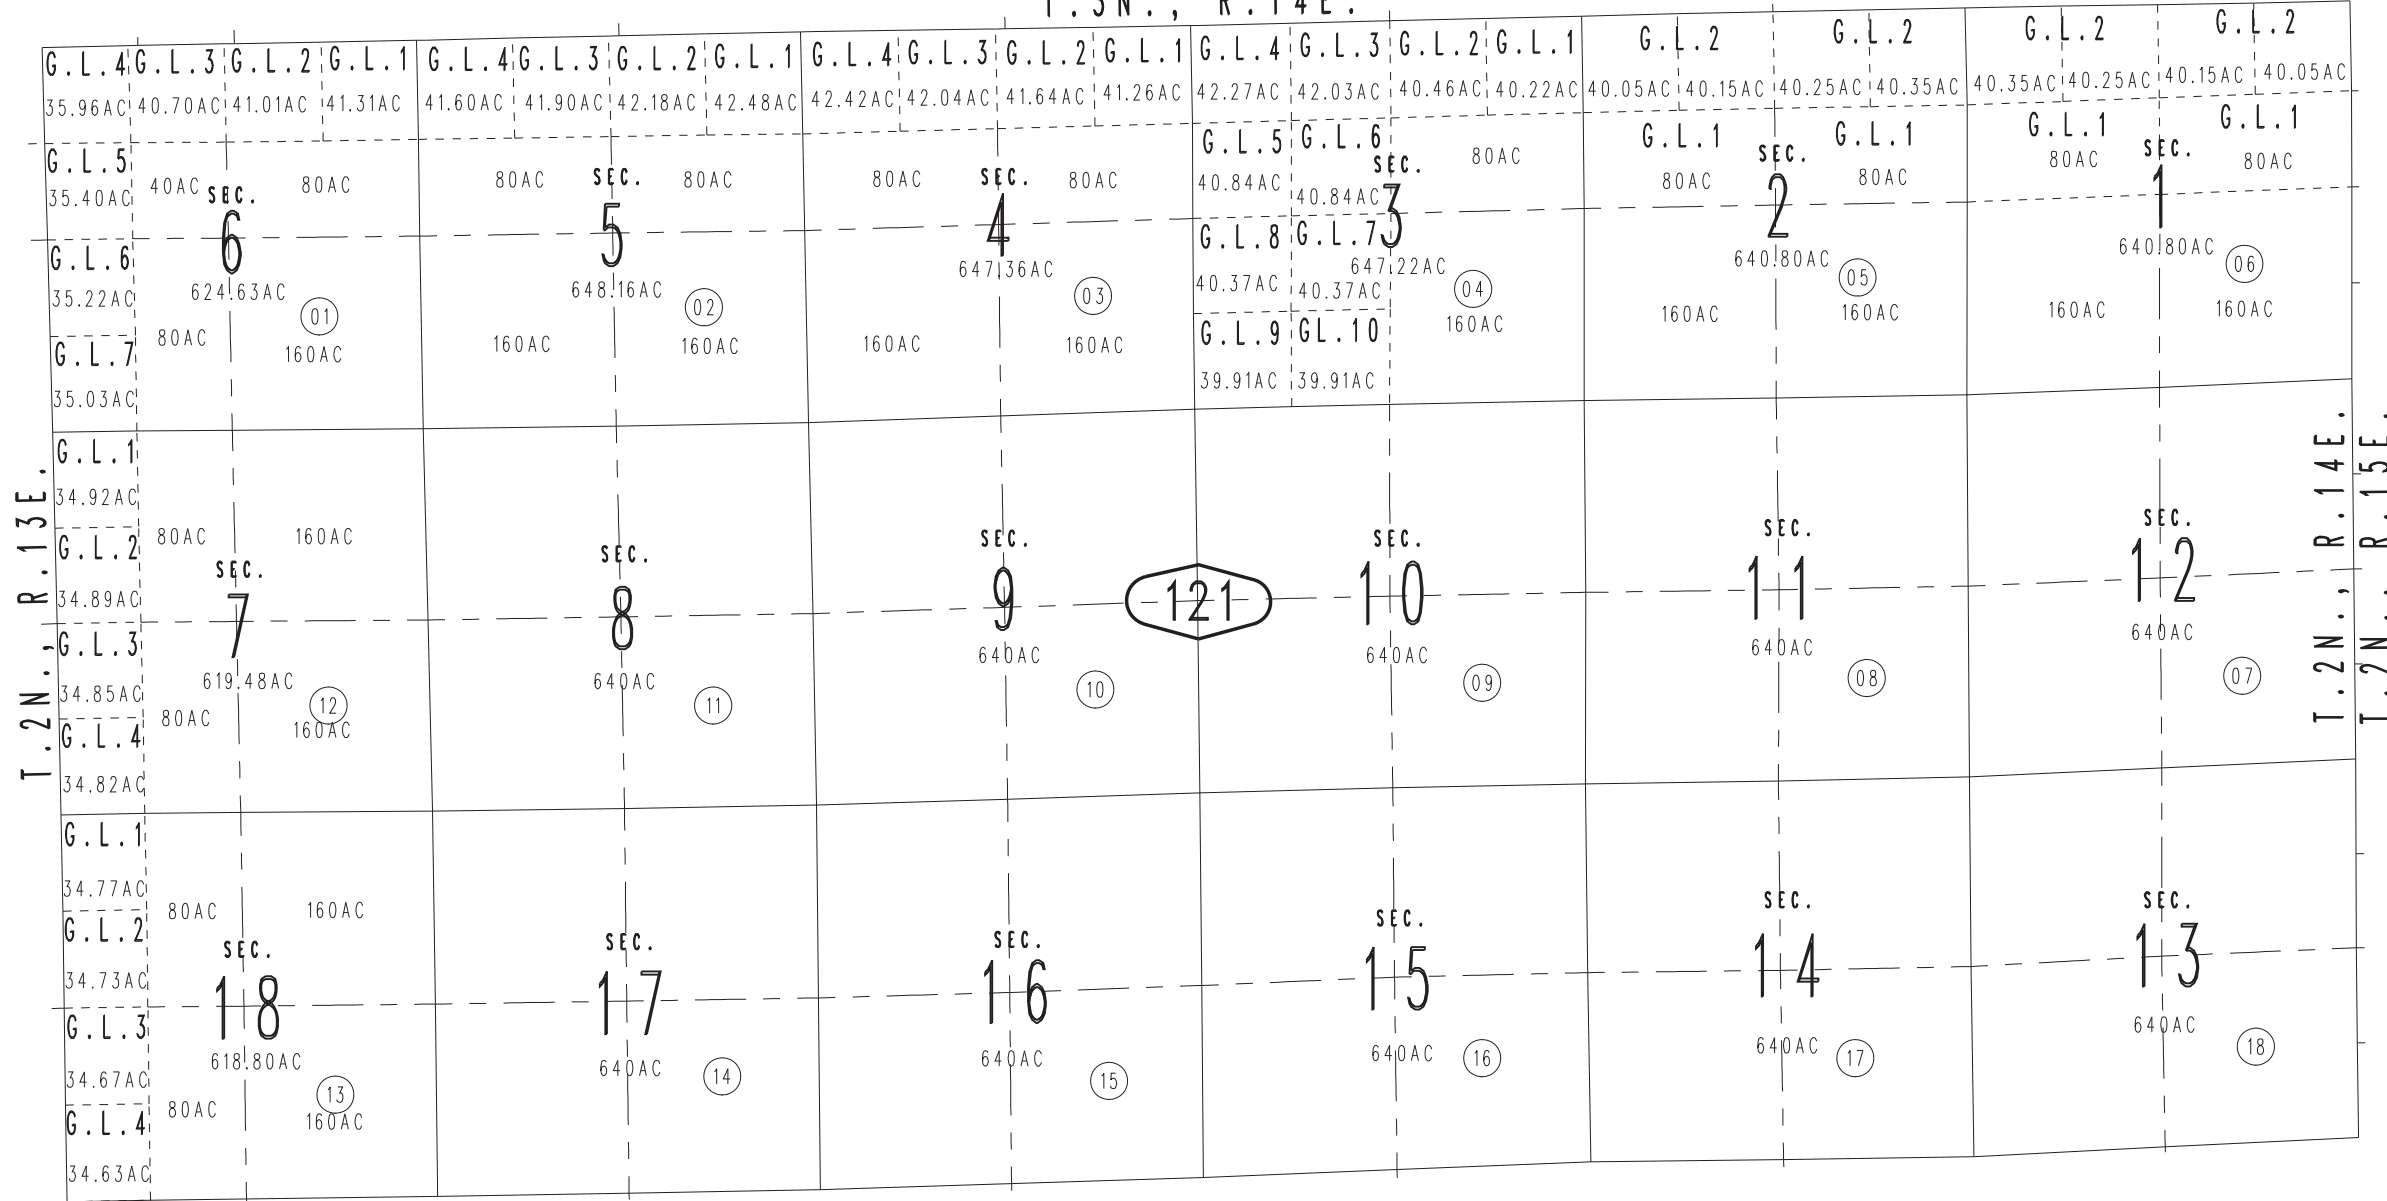 T.3N., R.14E.
G.L.4 G.L.3 G.L.2 G.L.1 G.L.4 G.L.3 G.L.2 G.L.1 G.L.4 G.L.3 G.L.2 G.L.1 G.L.4 G.L.3 G.L.2 G.L.1 G.L.2 G.L.2 G.L.2 G.L.2
35.96AC 40.70AC 41.01AC 41.31AC 41.60AC 41.90AC 42.18AC 42.48AC 42.42AC 42.04AC 41.64AC 41.26AC 42.27AC 42.03AC 40.46AC 40.22AC 40.05AC 40.15AC 40.25AC 40.35AC 40.35AC 40.25AC 40.15AC 40.05AC
G.L.5 G.L.5 G.L.6 G.L.1 G.L.1 G.L.1 G.L.1
35.40AC 40AC SEC. 80AC 80AC SEC. 80AC 80AC SEC. 80AC 40.84AC 40.84AC SEC. 80AC 80AC SEC. 80AC 80AC SEC. 80AC
6 5 4 3 2 1
G.L.6 G.L.8 G.L.7
35.22AC 624.63AC 01 648.16AC 02 647.36AC 03 40.37AC 40.37AC 647.22AC 04 640.80AC 05 640.80AC 06
80AC 160AC 160AC 160AC 160AC 160AC 160AC 160AC 160AC 160AC 160AC
G.L.7 G.L.9 GL.10
35.03AC 39.91AC 39.91AC
G.L.1
34.92AC
80AC 160AC
G.L.2
34.89AC
SEC. SEC. SEC. SEC. SEC. SEC.
7 8 9 121 10 11 12
G.L.3
619.48AC 640AC 640AC 640AC 640AC 640AC
34.85AC
12 11 10 09 08 07
80AC 160AC
G.L.4
34.82AC
T.2N., R.13E.
T.2N., R.14E.
T.2N., R.15E.
G.L.1
34.77AC
80AC 160AC
G.L.2
34.73AC
SEC. SEC. SEC. SEC. SEC. SEC.
18 17 16 15 14 13
G.L.3
618.80AC 640AC 640AC 640AC 640AC 640AC
34.67AC
13 14 15 16 17 18
80AC 160AC
G.L.4
34.63AC